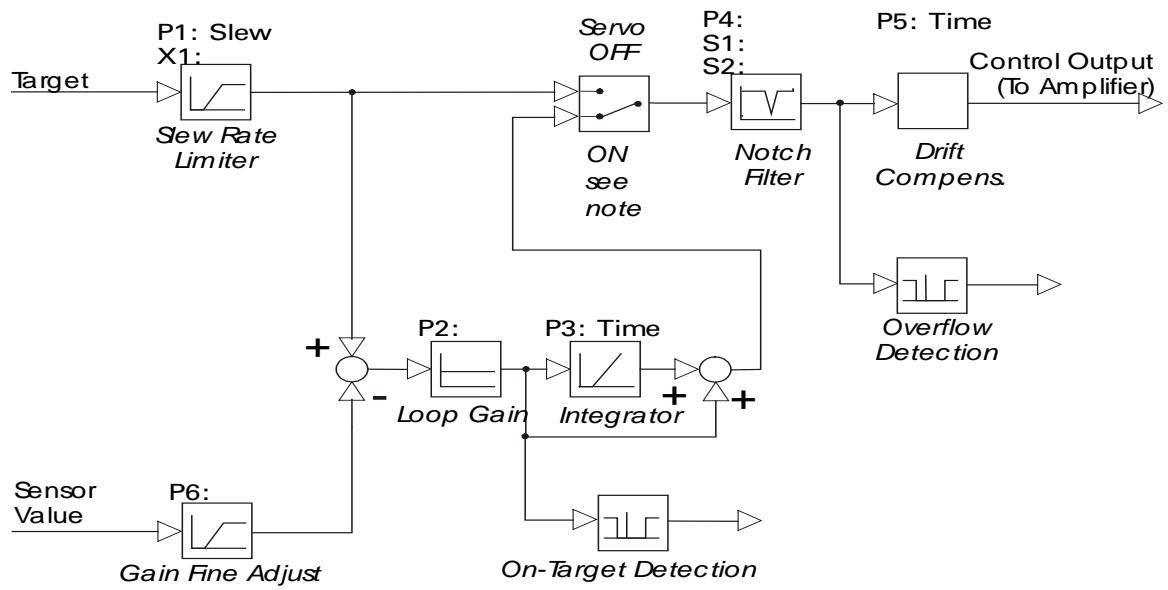 P1: Slew
X1:
Target
Slew Rate
Limiter
Servo
OFF
ON
see
note
P4:
S1:
S2:
Notch
Filter
P5: Time
Control Output
(To Amplifier)
Drift
Compens.
Overflow
Detection
+
-
P2:
Loop Gain
P3: Time
Integrator
+
+
Sensor
Value
P6:
Gain Fine Adjust
On-Target Detection